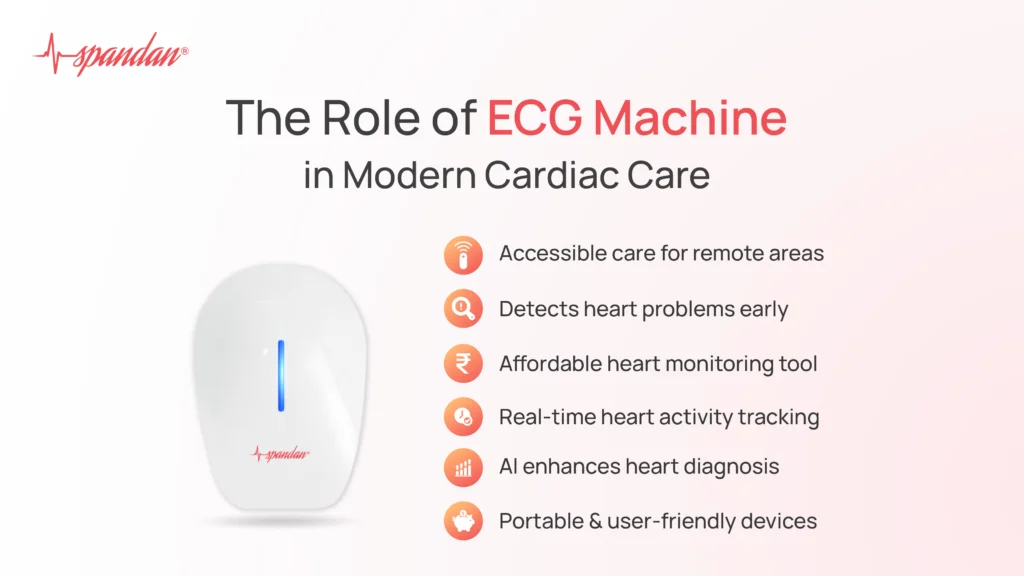 spandan®
The Role of ECG Machine
in Modern Cardiac Care
Accessible care for remote areas
Detects heart problems early
Affordable heart monitoring tool
Real-time heart activity tracking
AI enhances heart diagnosis
Portable & user-friendly devices
spandan®